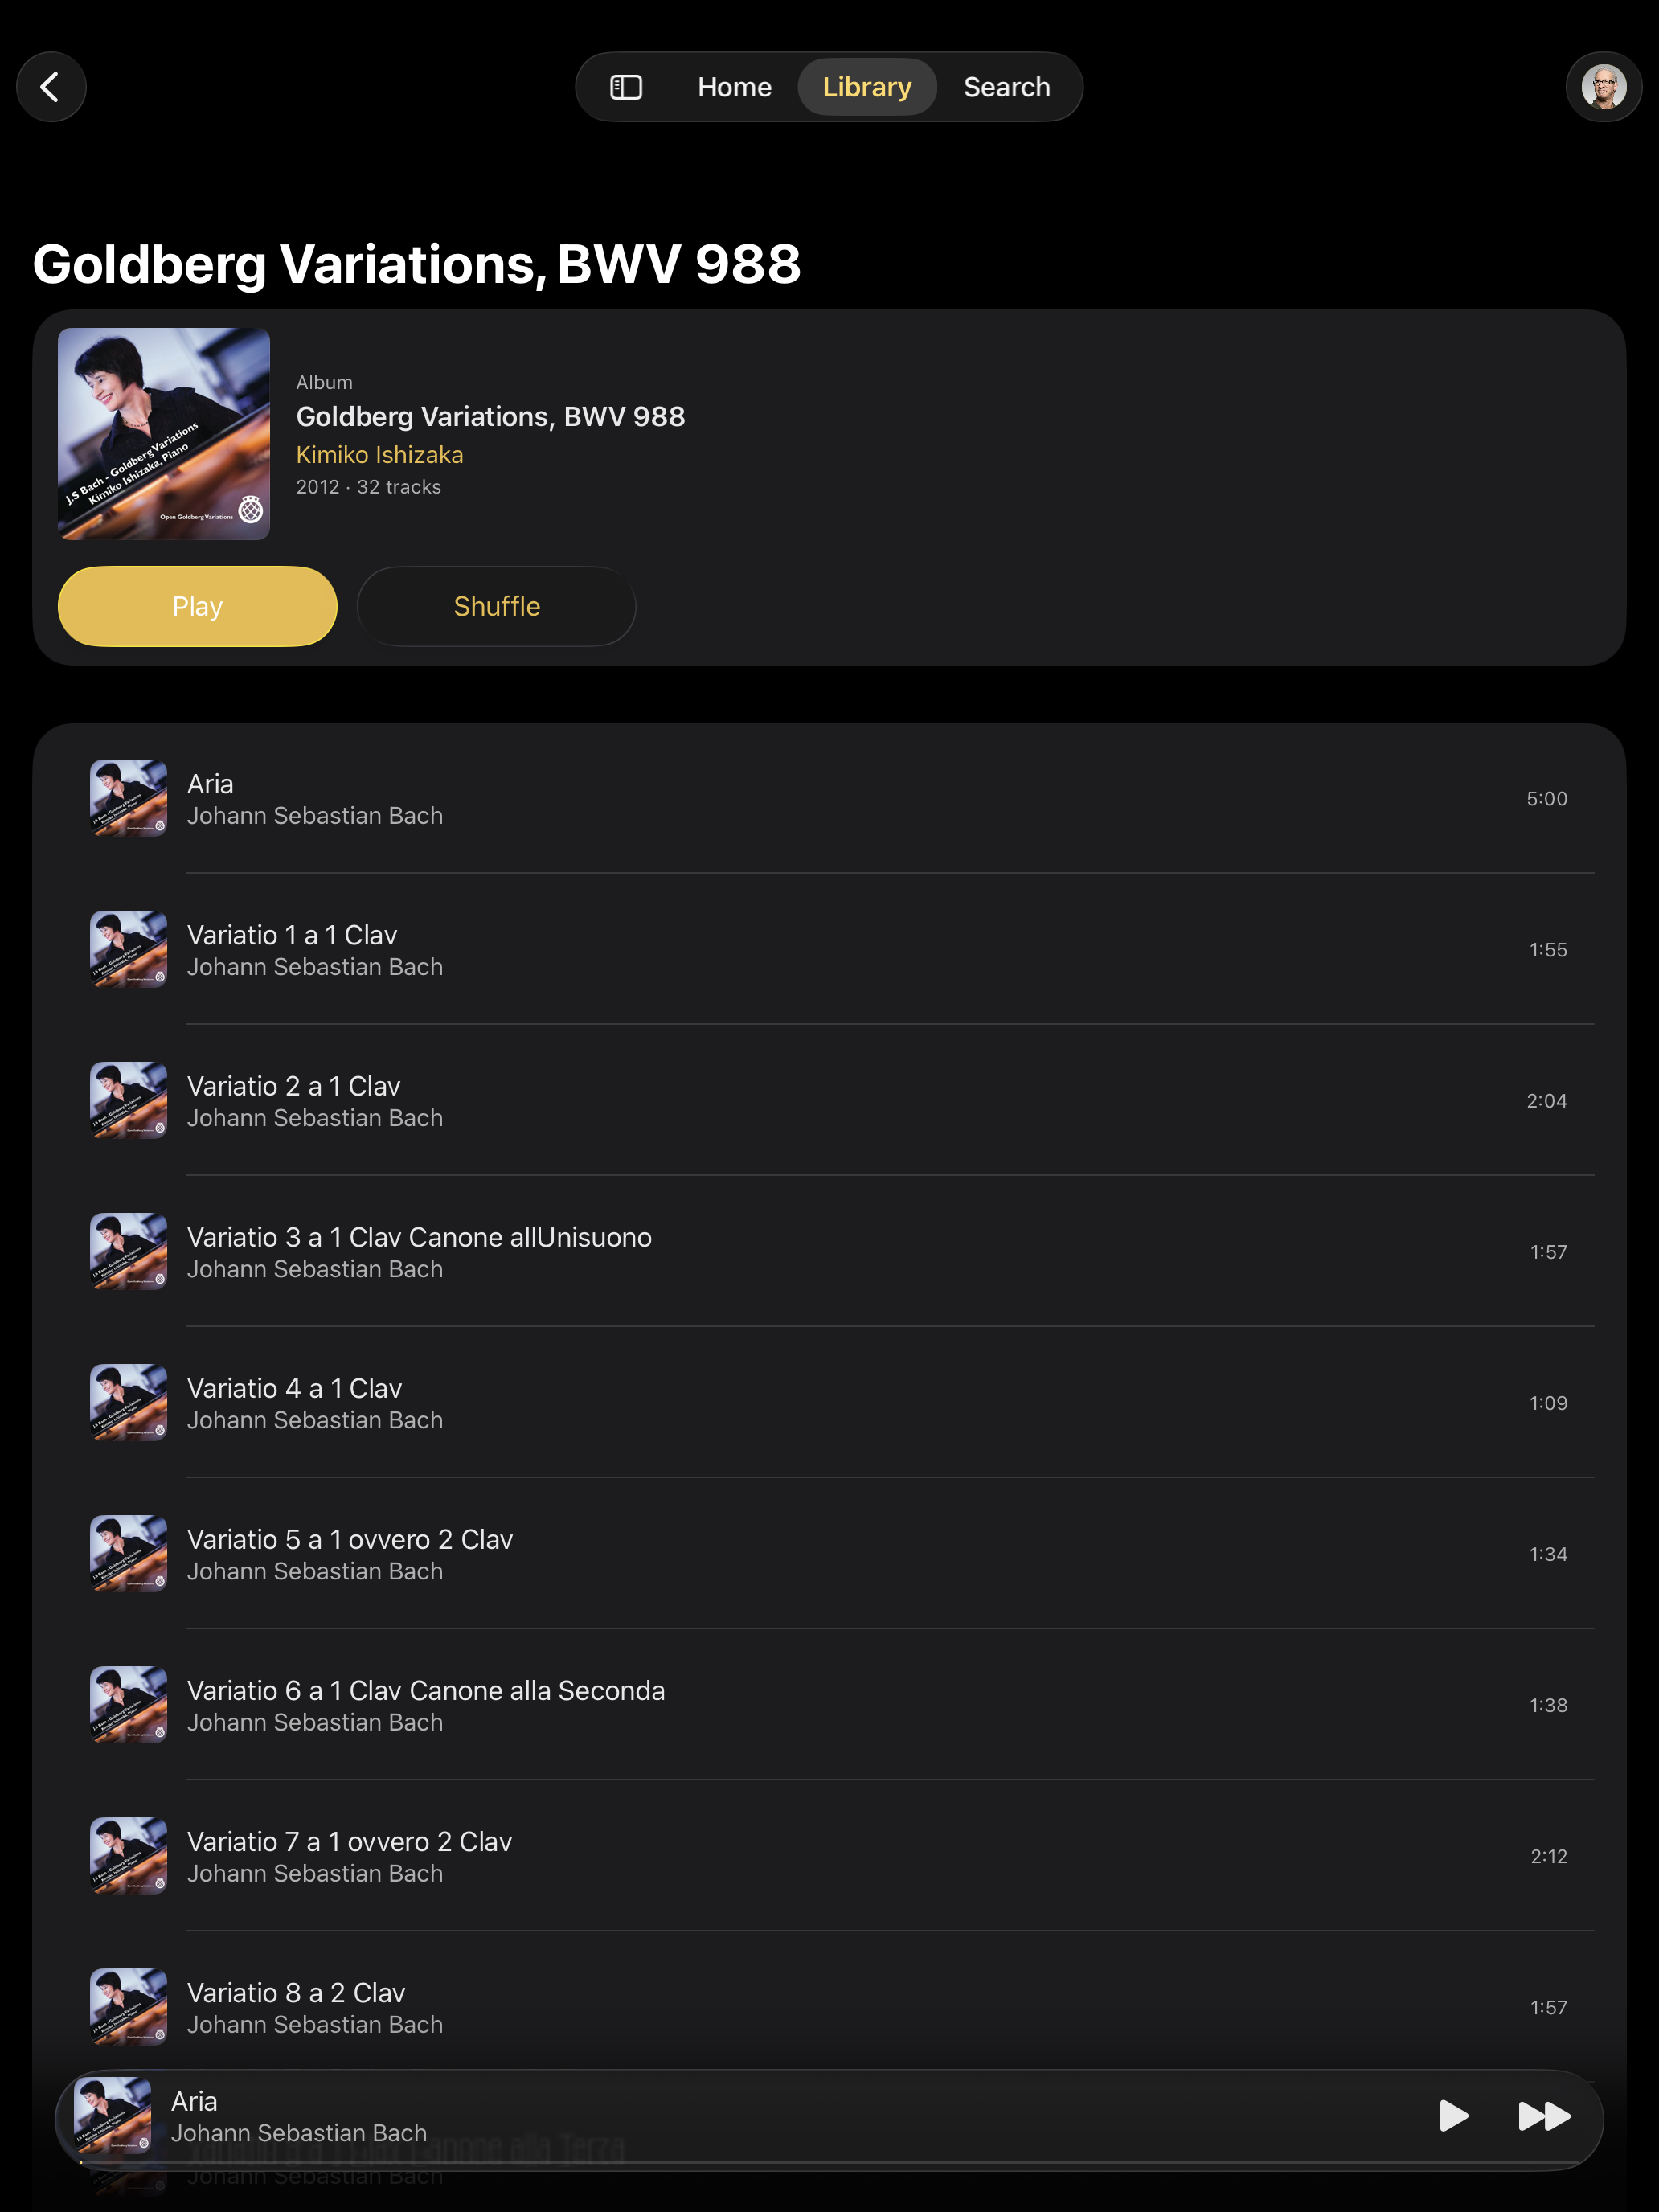 Home
Library
Search
Goldberg Variations, BWV 988
J.S Bach - Goldberg Variations
Kimiko Ishizaka, Piano
Open Goldberg Variations
Album
Goldberg Variations, BWV 988
Kimiko Ishizaka
2012 · 32 tracks
Play
Shuffle
Aria
Johann Sebastian Bach
5:00
Variatio 1 a 1 Clav
Johann Sebastian Bach
1:55
Variatio 2 a 1 Clav
Johann Sebastian Bach
2:04
Variatio 3 a 1 Clav Canone allUnisuono
Johann Sebastian Bach
1:57
Variatio 4 a 1 Clav
Johann Sebastian Bach
1:09
Variatio 5 a 1 ovvero 2 Clav
Johann Sebastian Bach
1:34
Variatio 6 a 1 Clav Canone alla Seconda
Johann Sebastian Bach
1:38
Variatio 7 a 1 ovvero 2 Clav
Johann Sebastian Bach
2:12
Variatio 8 a 2 Clav
Johann Sebastian Bach
1:57
Aria
Johann Sebastian Bach
Canone alla Terza
Johann Sebastian Bach